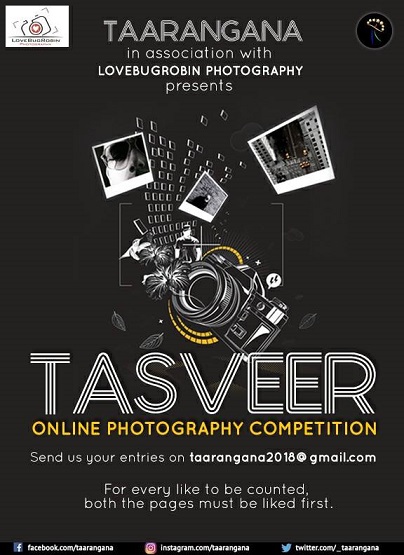 LOVEBUGROBIN
PHOTOGRAPHY
TAARANGANA
in association with
LOVEBUGROBIN PHOTOGRAPHY
presents
TASVEER
ONLINE PHOTOGRAPHY COMPETITION
Send us your entries on taarangana2018@gmail.com
For every like to be counted,
both the pages must be liked first.
facebook.com/taarangana instagram.com/taarangana twitter.com/_taarangana